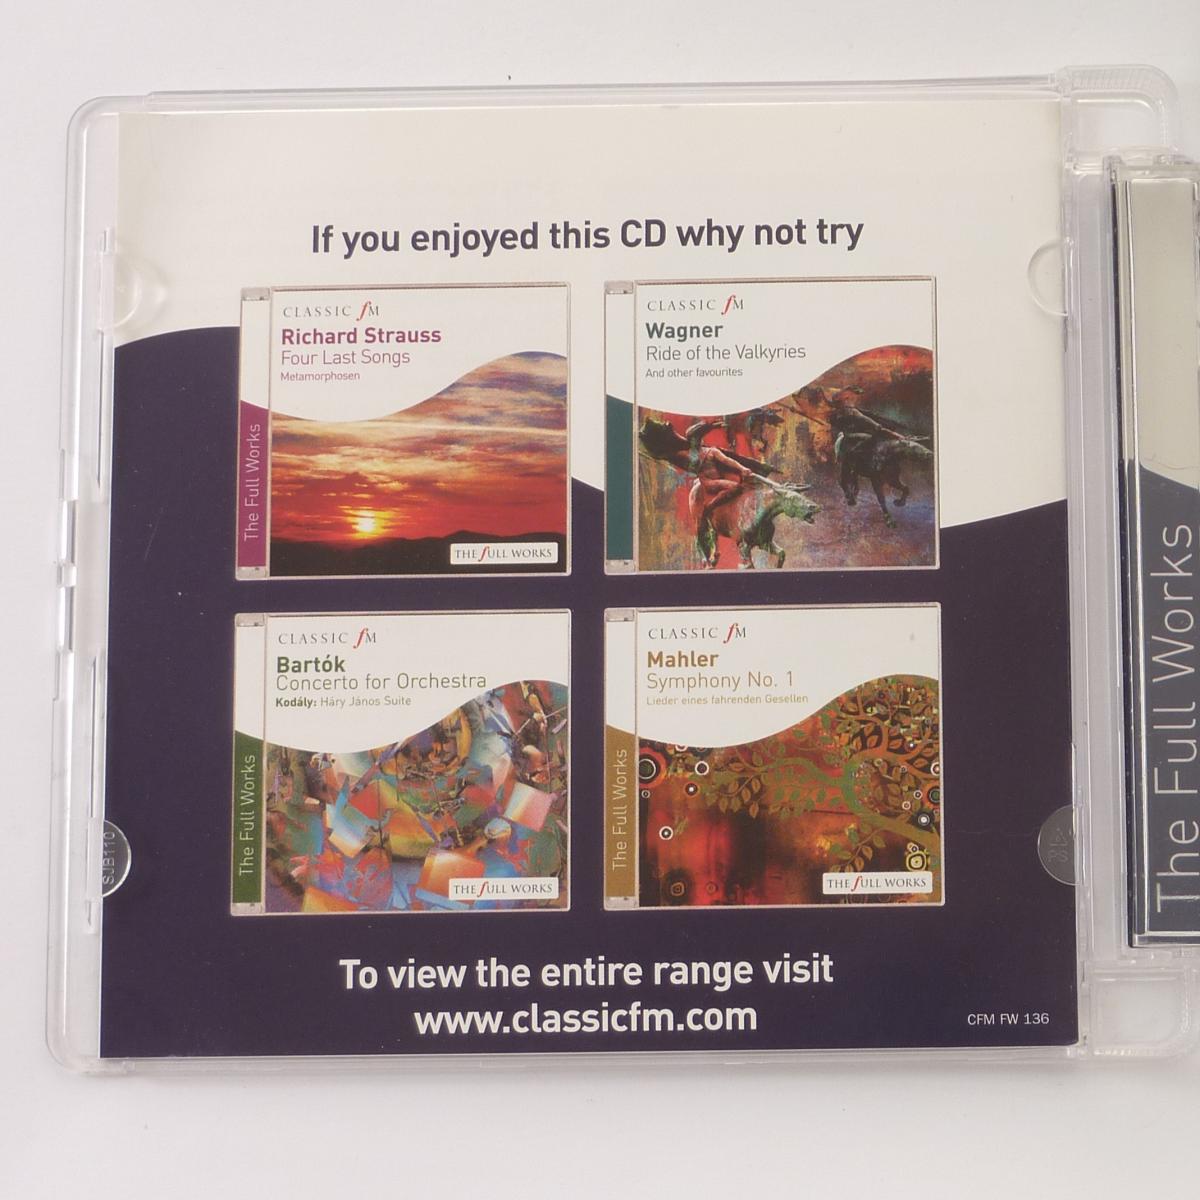 If you enjoyed this CD why not try
CLASSIC fM
Richard Strauss
Four Last Songs
Metamorphosen
The Full Works
THE fULL WORKS
CLASSIC fM
Wagner
Ride of the Valkyries
And other favourites
CLASSIC fM
Bartók
Concerto for Orchestra
Kodály: Háry János Suite
The Full Works
THE fULL WORKS
CLASSIC fM
Mahler
Symphony No. 1
Lieder eines fahrenden Gesellen
The Full Works
THE fULL WORKS
To view the entire range visit
www.classicfm.com
CFM FW 136
The Full Works
SJB110